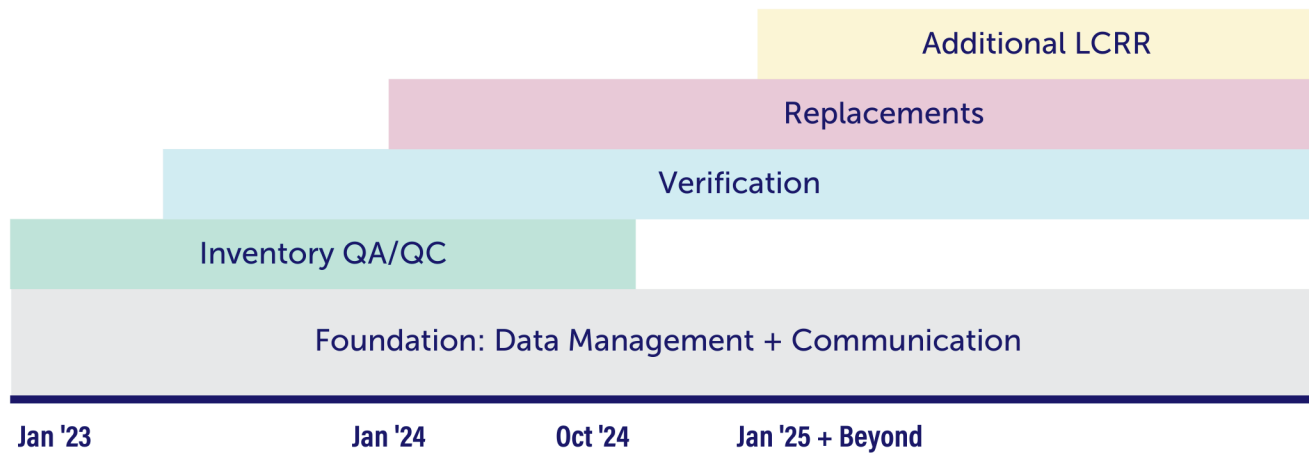 Additional LCRR
Replacements
Verification
Inventory QA/QC
Foundation: Data Management + Communication
Jan '23
Jan '24
Oct '24
Jan '25 + Beyond